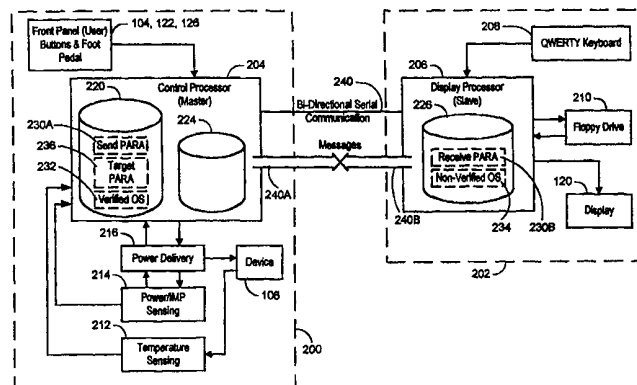 Front Panel (User)
Buttons & Foot
Pedal
104, 122, 126
204
206
208
QWERTY Keyboard
220
Control Processor
(Master)
240
Bi-Directional Serial
Communication
Display Processor
(Slave)
226
210
Floppy Drive
230A
Send PARA
224
236
Target
PARA
232
Verified OS
Messages
Receive PARA
Non-Verified OS
240A
240B
234
230B
120
Display
216
Power Delivery
Device
106
202
214
Power/IMP
Sensing
212
Temperature
Sensing
200